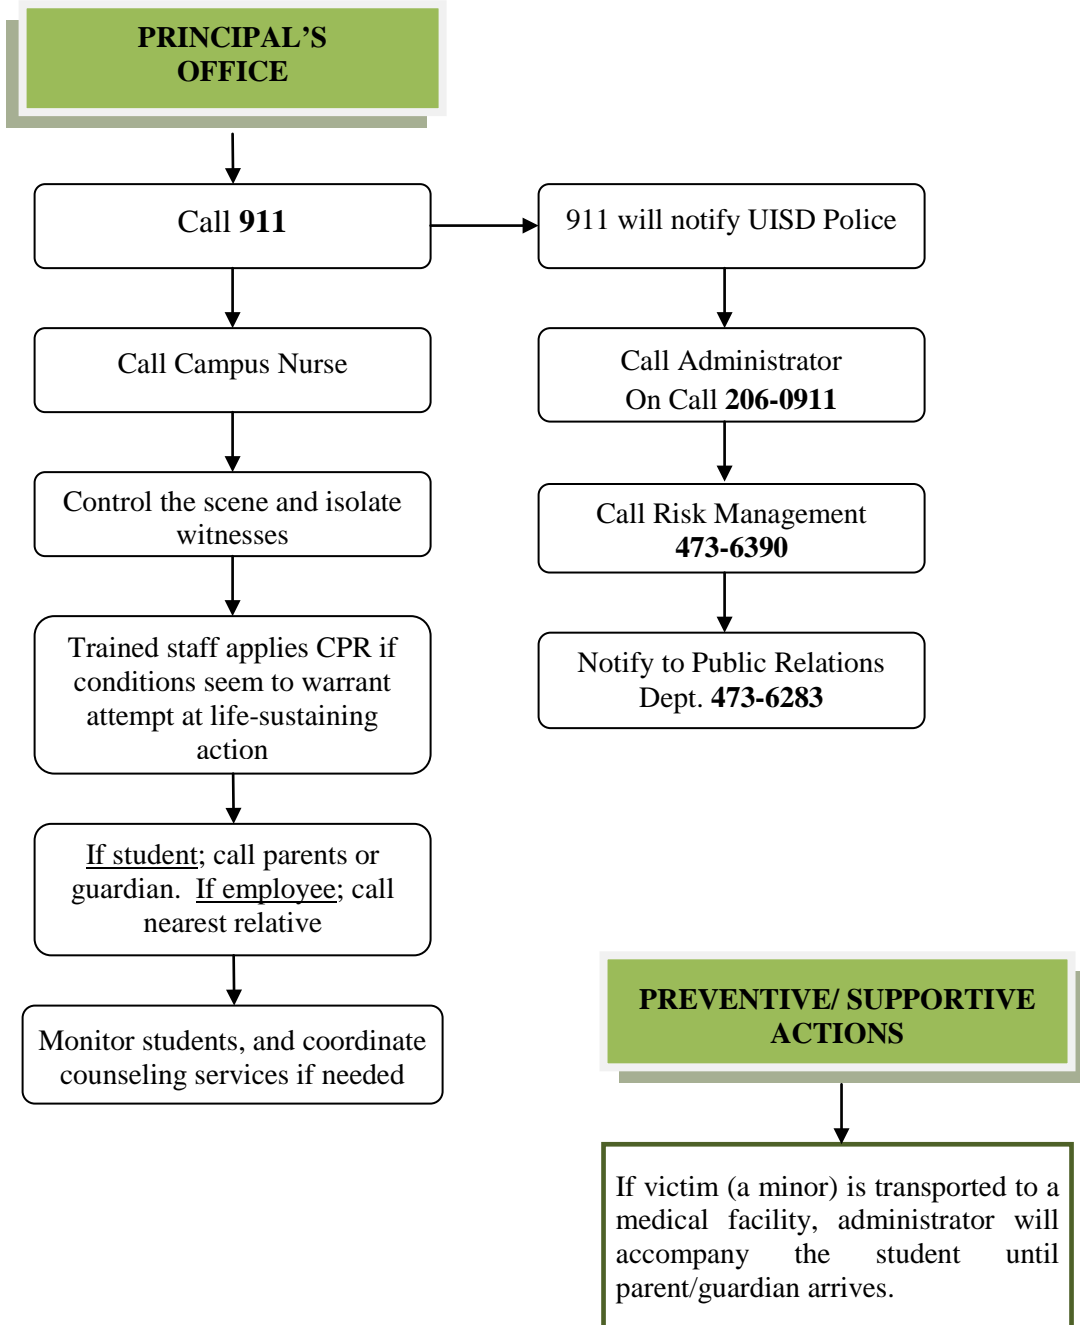 PRINCIPAL’S
OFFICE
Call 911
911 will notify UISD Police
Call Campus Nurse
Call Administrator
On Call 206-0911
Control the scene and isolate
witnesses
Call Risk Management
473-6390
Trained staff applies CPR if
conditions seem to warrant
attempt at life-sustaining
action
Notify to Public Relations
Dept. 473-6283
If student; call parents or
guardian. If employee; call
nearest relative
Monitor students, and coordinate
counseling services if needed
PREVENTIVE/ SUPPORTIVE
ACTIONS
If victim (a minor) is transported to a
medical facility, administrator will
accompany the student until
parent/guardian arrives.